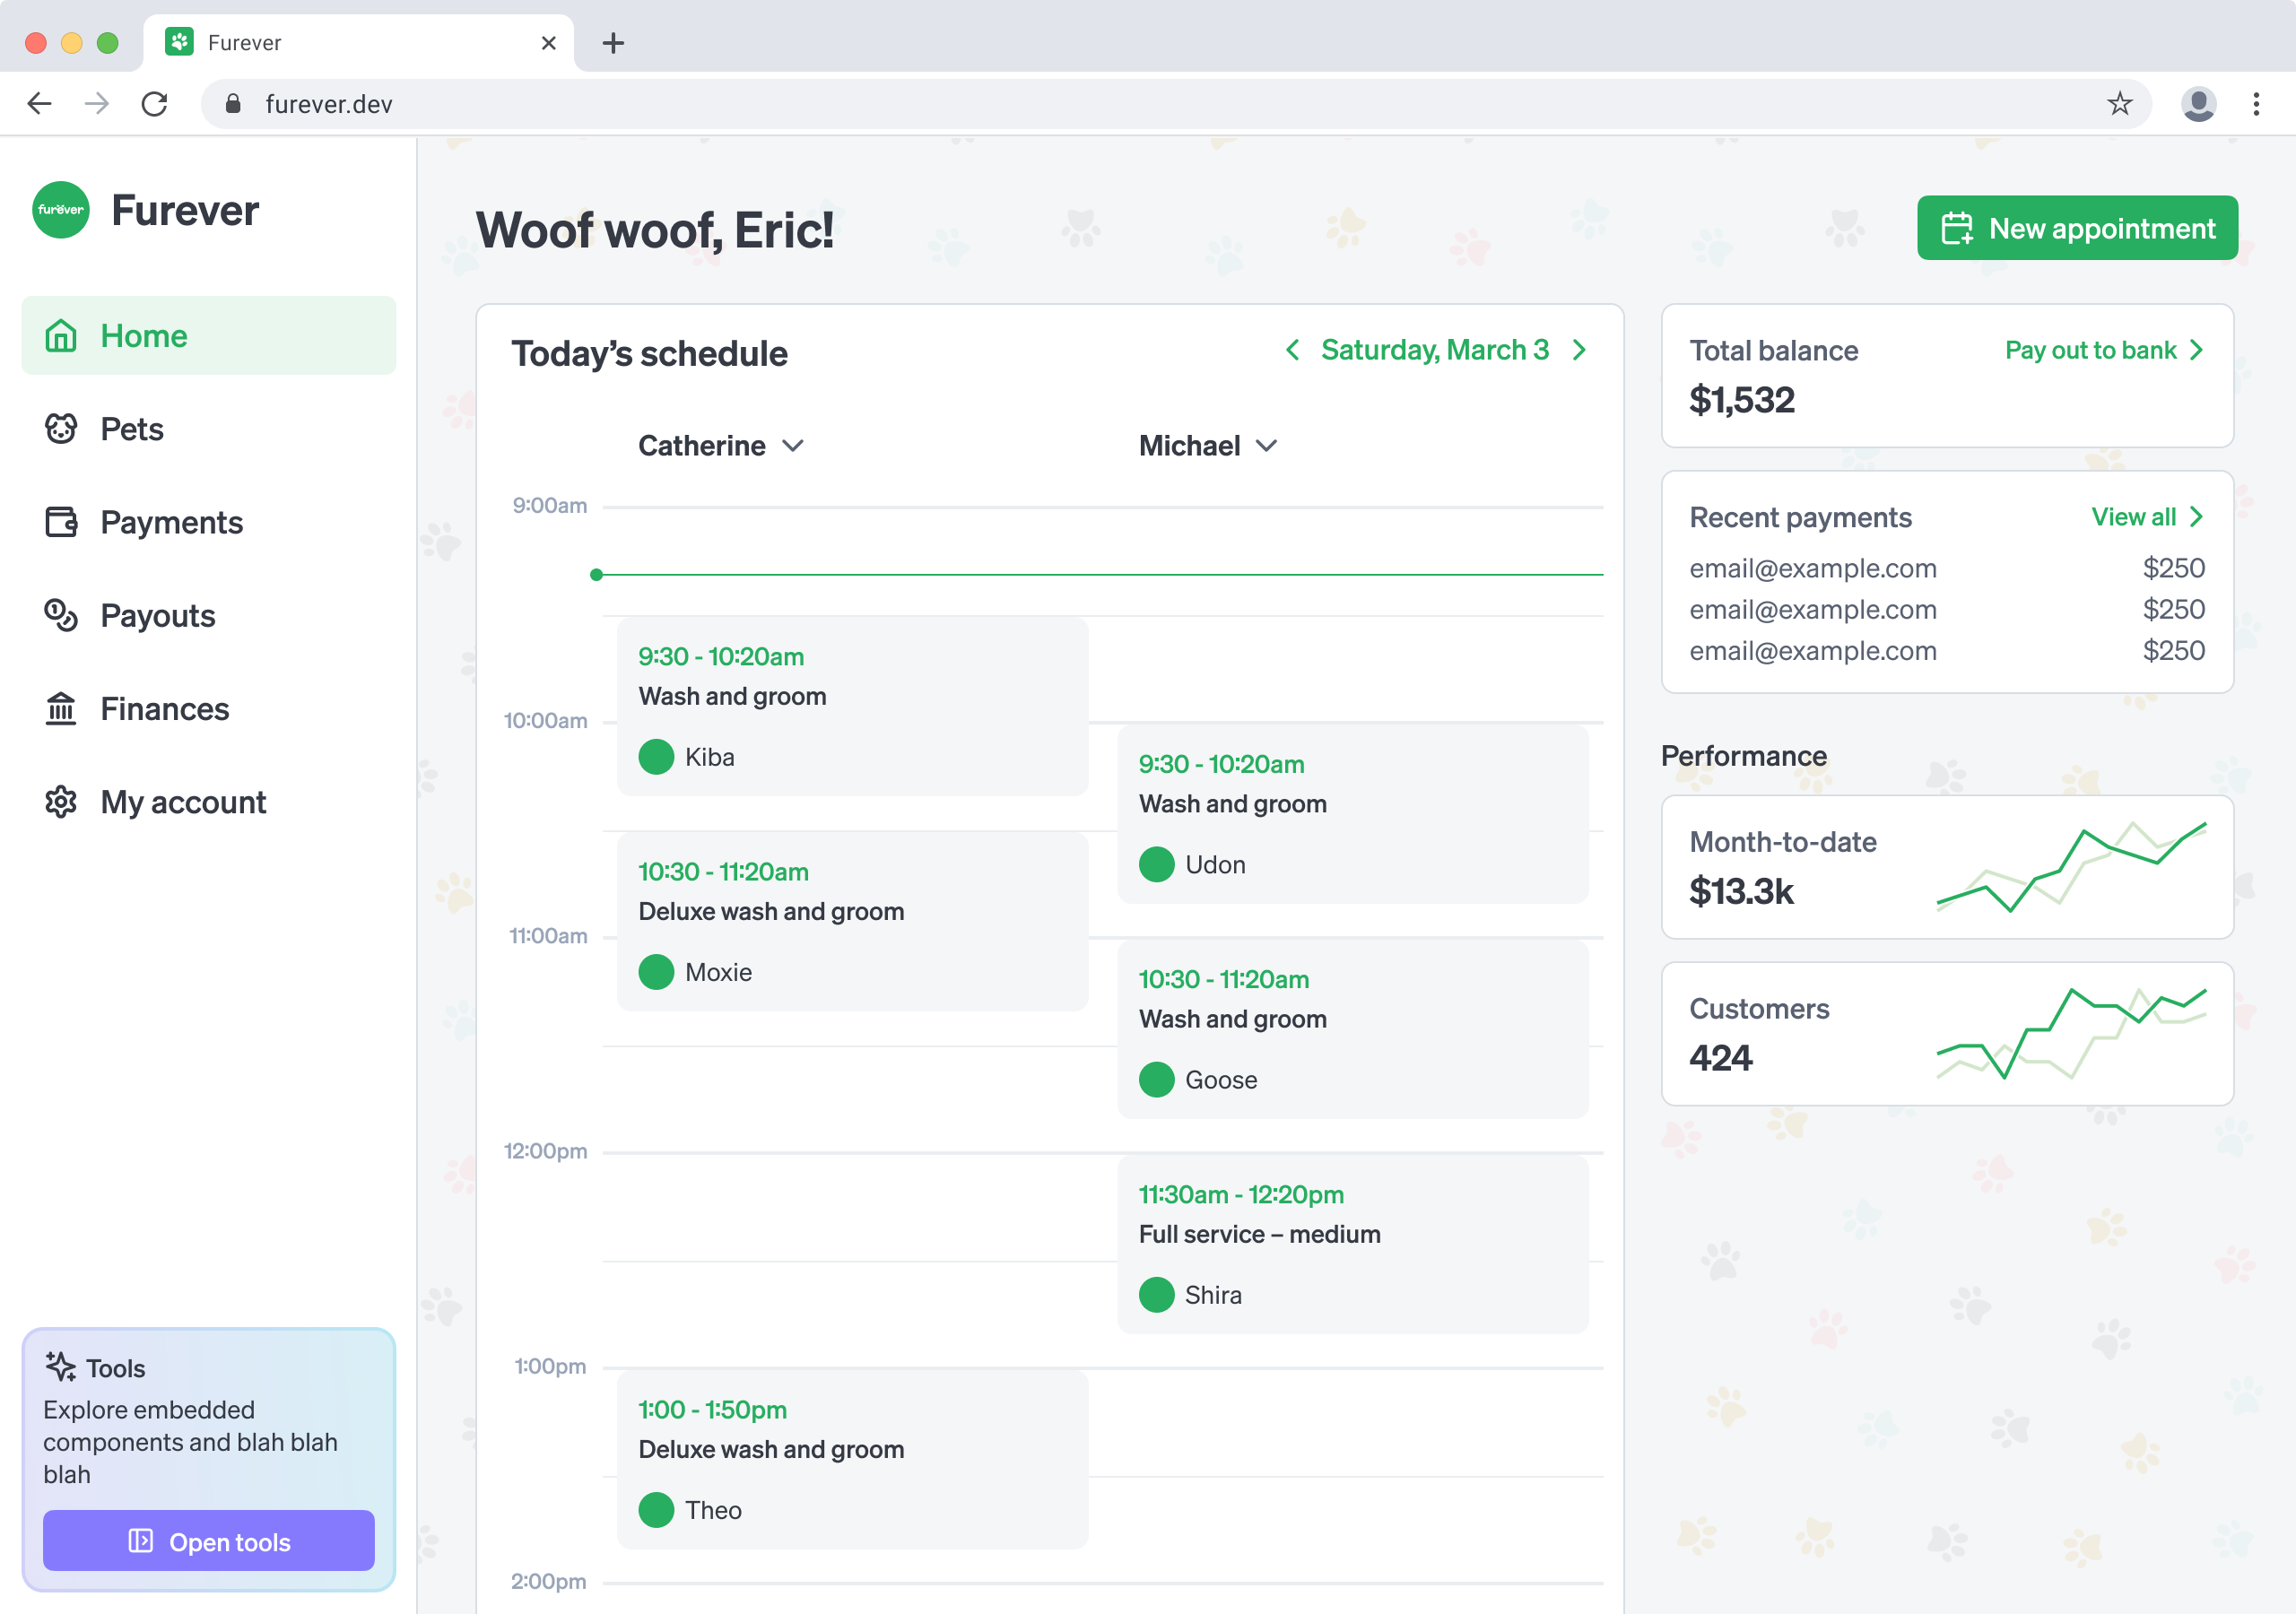 Furever
furever.dev
furever
Furever
Home
Pets
Payments
Payouts
Finances
My account
Tools
Explore embedded
components and blah blah
blah
Open tools
Woof woof, Eric!
New appointment
Today’s schedule
Saturday, March 3
Catherine
Michael
9:00am
10:00am
11:00am
12:00pm
1:00pm
2:00pm
9:30 - 10:20am
Wash and groom
Kiba
10:30 - 11:20am
Deluxe wash and groom
Moxie
1:00 - 1:50pm
Deluxe wash and groom
Theo
9:30 - 10:20am
Wash and groom
Udon
10:30 - 11:20am
Wash and groom
Goose
11:30am - 12:20pm
Full service – medium
Shira
Total balance
Pay out to bank
$1,532
Recent payments
View all
email@example.com $250
email@example.com $250
email@example.com $250
Performance
Month-to-date
$13.3k
Customers
424